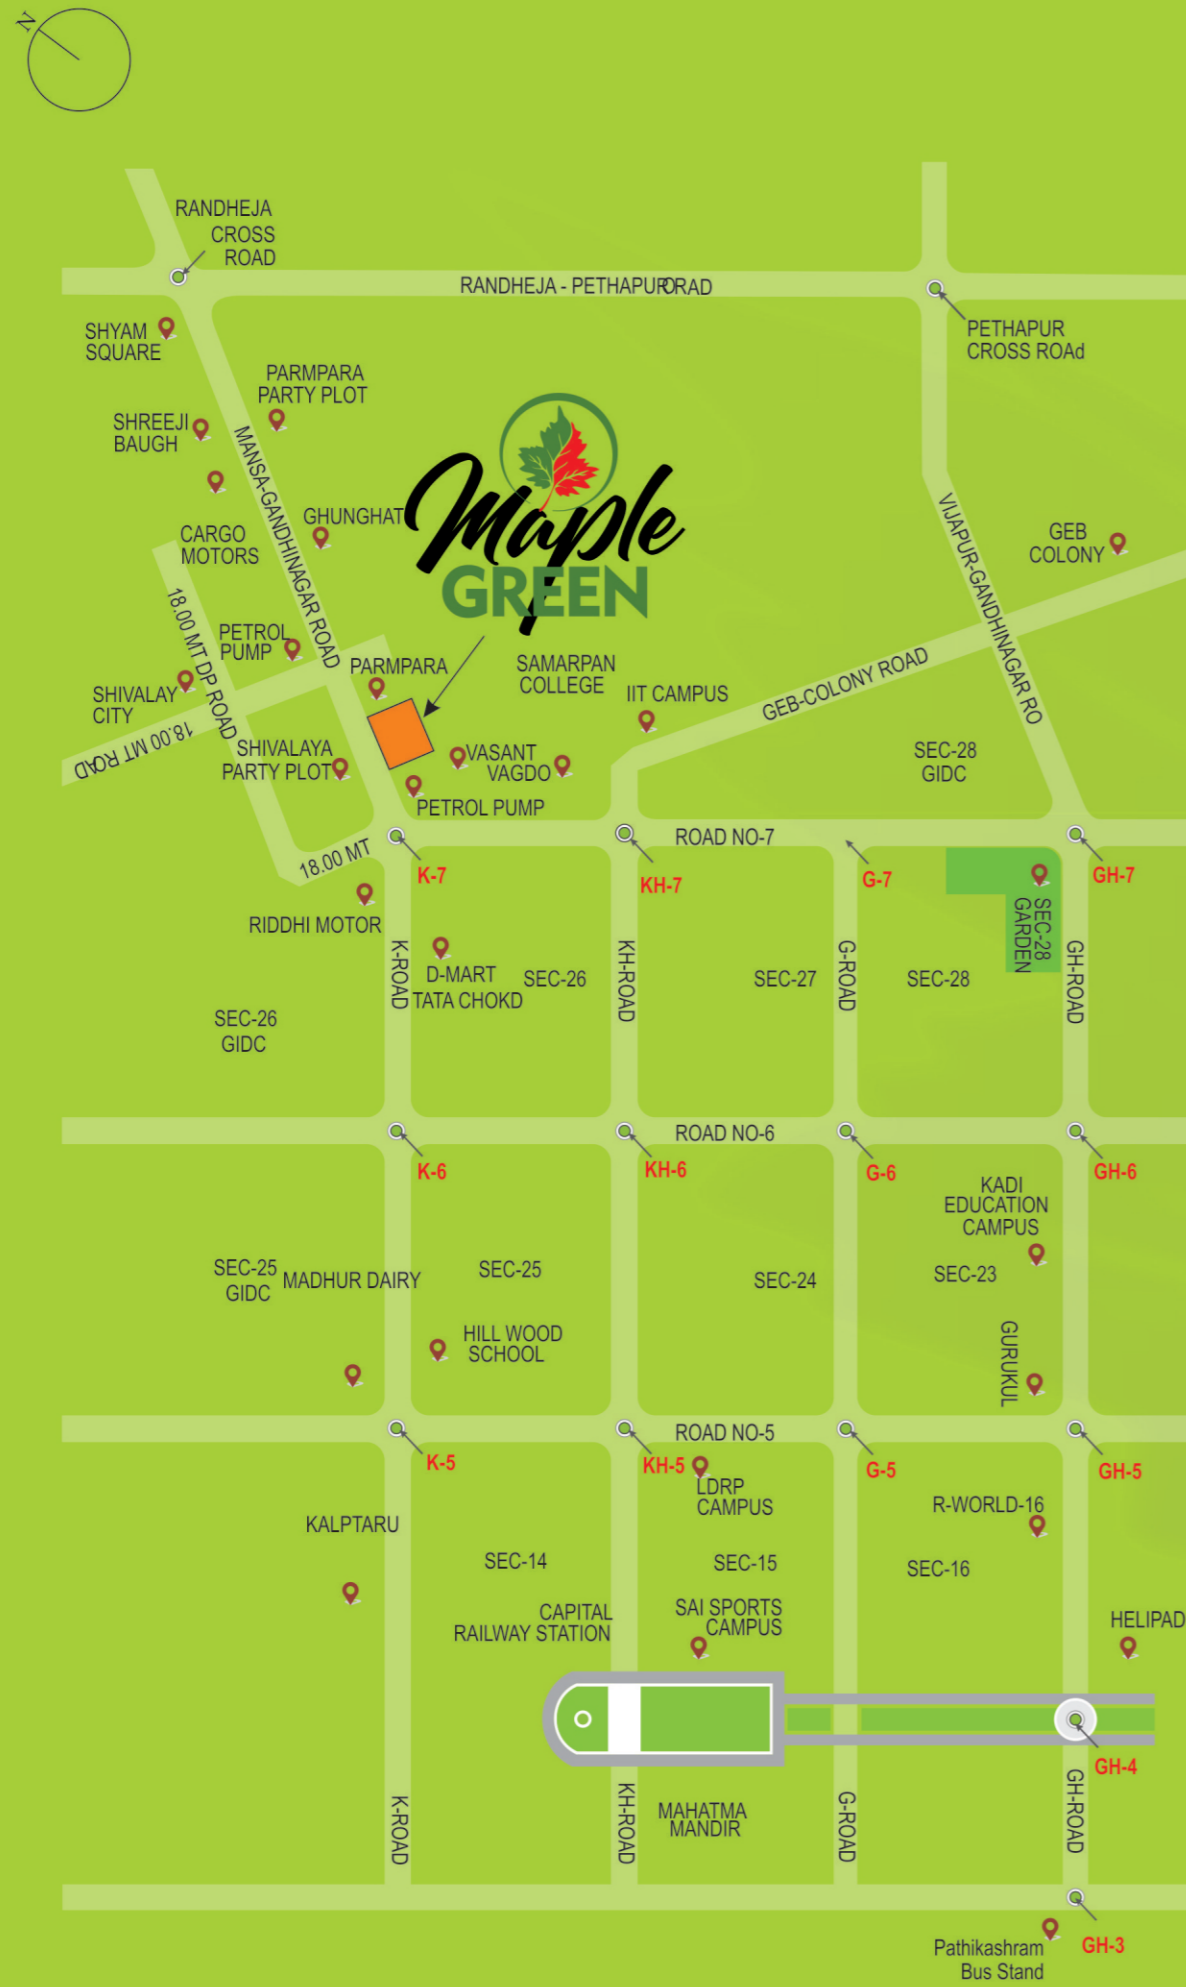 N
RANDHEJA
CROSS
ROAD
RANDHEJA - PETHAPUR
ORAD
SHYAM
SQUARE
PETHAPUR
CROSS ROAd
PARMPARA
PARTY PLOT
SHREEJI
BAUGH
MANSA-GANDHINAGAR ROAD
Maple
GREEN
GHUNGHAT
CARGO
MOTORS
VIJAPUR-GANDHINAGAR RO
GEB
COLONY
18.00 MT DP ROAD
PETROL
PUMP
PARMPARA
SAMARPAN
COLLEGE
IIT CAMPUS
GEB-COLONY ROAD
SHIVALAY
CITY
18.00 MT ROAD
SHIVALAYA
PARTY PLOT
VASANT
VAGDO
SEC-28
GIDC
PETROL PUMP
18.00 MT
ROAD NO-7
K-7
KH-7
G-7
GH-7
RIDDHI MOTOR
SEC-28
GARDEN
K-ROAD
D-MART
TATA CHOKD
SEC-26
KH-ROAD
SEC-27
G-ROAD
SEC-28
GH-ROAD
SEC-26
GIDC
ROAD NO-6
K-6
KH-6
G-6
GH-6
KADI
EDUCATION
CAMPUS
SEC-25
GIDC
MADHUR DAIRY
SEC-25
SEC-24
SEC-23
HILL WOOD
SCHOOL
GURUKUL
ROAD NO-5
K-5
KH-5
G-5
GH-5
LDRP
CAMPUS
R-WORLD-16
KALPTARU
SEC-14
SEC-15
SEC-16
CAPITAL
RAILWAY STATION
SAI SPORTS
CAMPUS
HELIPAD
GH-4
K-ROAD
KH-ROAD
MAHATMA
MANDIR
G-ROAD
GH-ROAD
GH-3
Pathikashram
Bus Stand